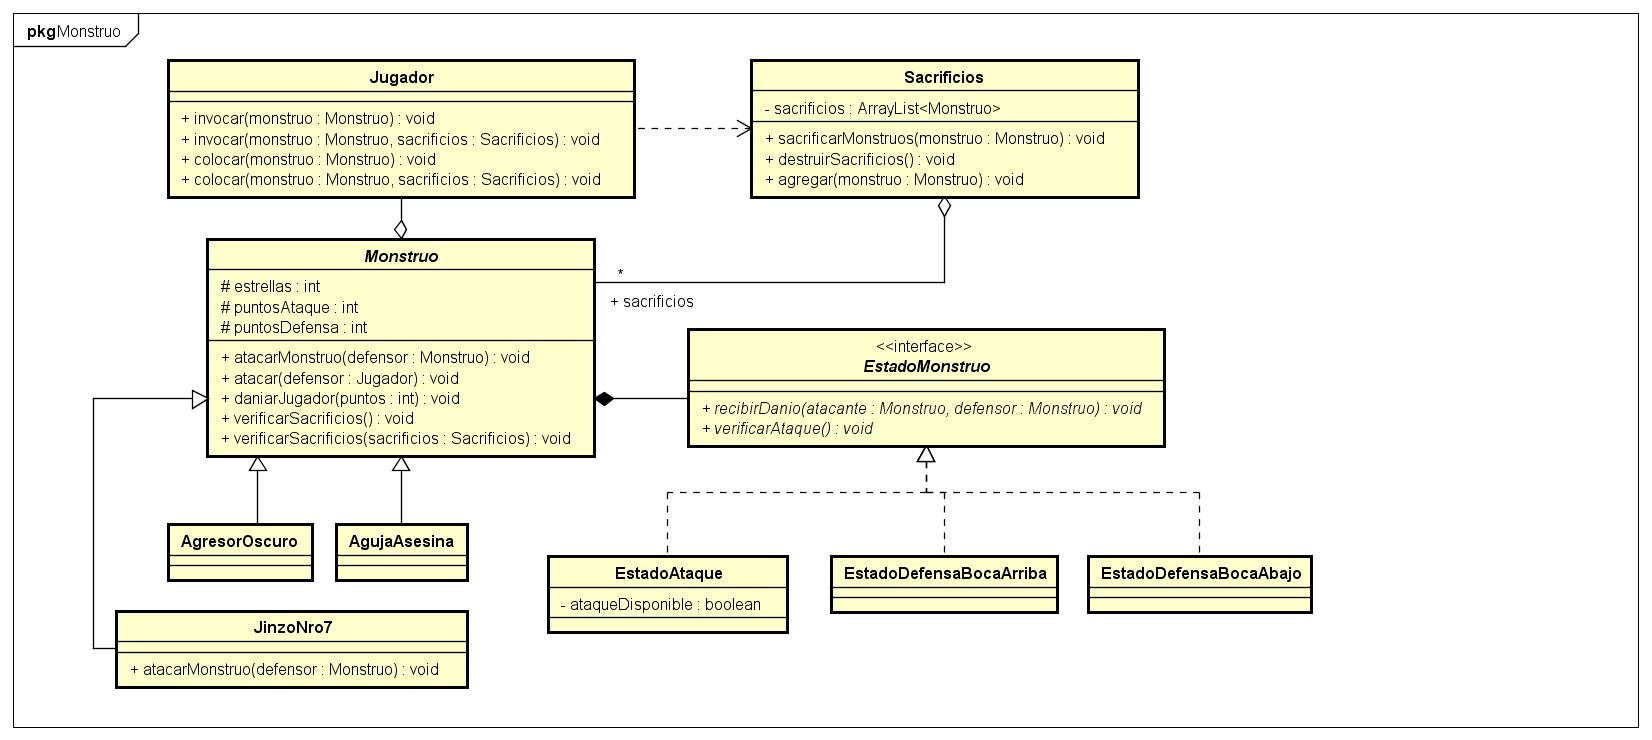 pkg Monstruo
Jugador
+ invocar(monstruo : Monstruo) : void
+ invocar(monstruo : Monstruo, sacrificios : Sacrificios) : void
+ colocar(monstruo : Monstruo) : void
+ colocar(monstruo : Monstruo, sacrificios : Sacrificios) : void
Sacrificios
- sacrificios : ArrayList<Monstruo>
+ sacrificarMonstruos(monstruo : Monstruo) : void
+ destruirSacrificios() : void
+ agregar(monstruo : Monstruo) : void
Monstruo
# estrellas : int
# puntosAtaque : int
# puntosDefensa : int
+ atacarMonstruo(defensor : Monstruo) : void
+ atacar(defensor : Jugador) : void
+ daniarJugador(puntos : int) : void
+ verificarSacrificios() : void
+ verificarSacrificios(sacrificios : Sacrificios) : void
*
+ sacrificios
<<interface>>
EstadoMonstruo
+ recibirDanio(atacante : Monstruo, defensor : Monstruo) : void
+ verificarAtaque() : void
AgresorOscuro
AgujaAsesina
EstadoAtaque
- ataqueDisponible : boolean
EstadoDefensaBocaArriba
EstadoDefensaBocaAbajo
JinzoNro7
+ atacarMonstruo(defensor : Monstruo) : void